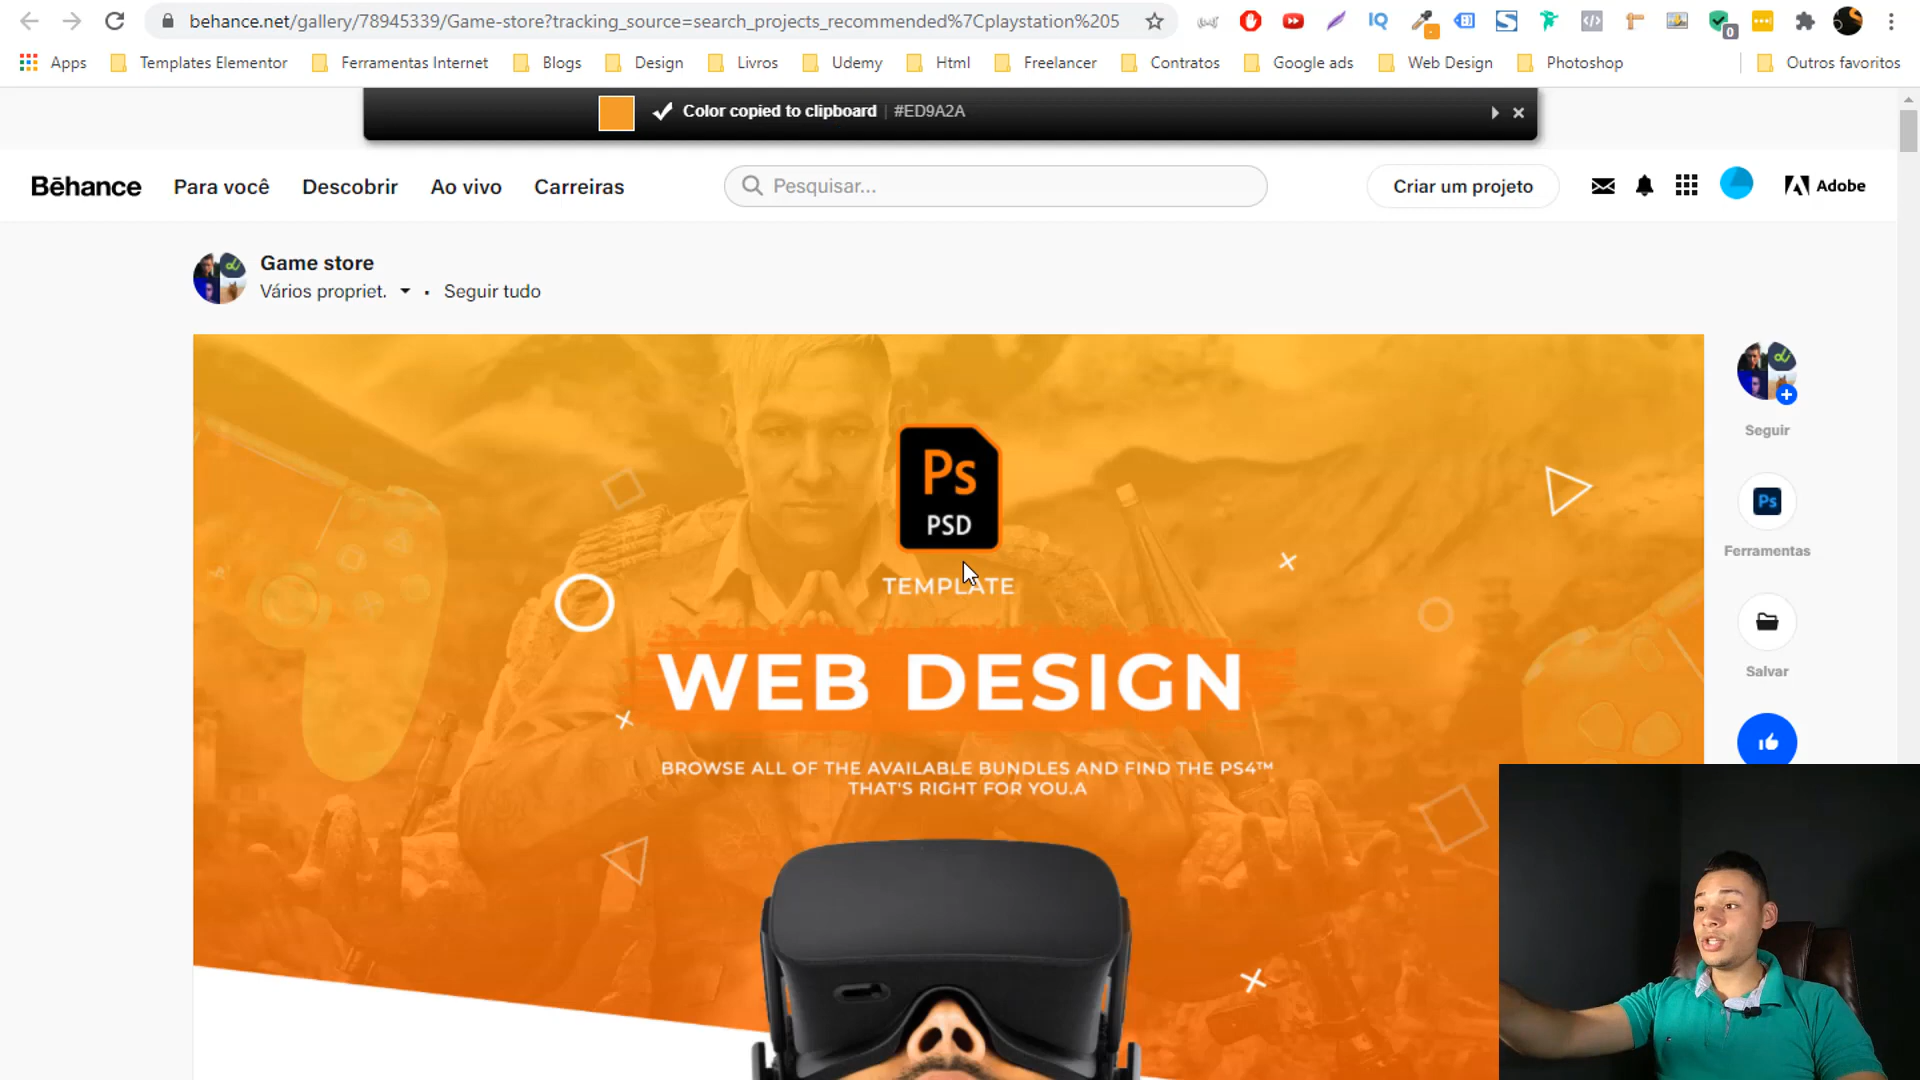 behance.net/gallery/78945339/Game-store?tracking_source=search_projects_recommended%7Cplaystation%205
IQ
0
Apps
Templates Elementor
Ferramentas Internet
Blogs
Design
Livros
Udemy
Html
Freelancer
Contratos
Google ads
Web Design
Photoshop
Outros favoritos
Color copied to clipboard | #ED9A2A
Bēhance
Para você
Descobrir
Ao vivo
Carreiras
Pesquisar...
Criar um projeto
Adobe
Game store
Vários propriet.
Seguir tudo
Ps
PSD
TEMPLATE
WEB DESIGN
BROWSE ALL OF THE AVAILABLE BUNDLES AND FIND THE PS4™
THAT'S RIGHT FOR YOU.A
Seguir
Ps
Ferramentas
Salvar